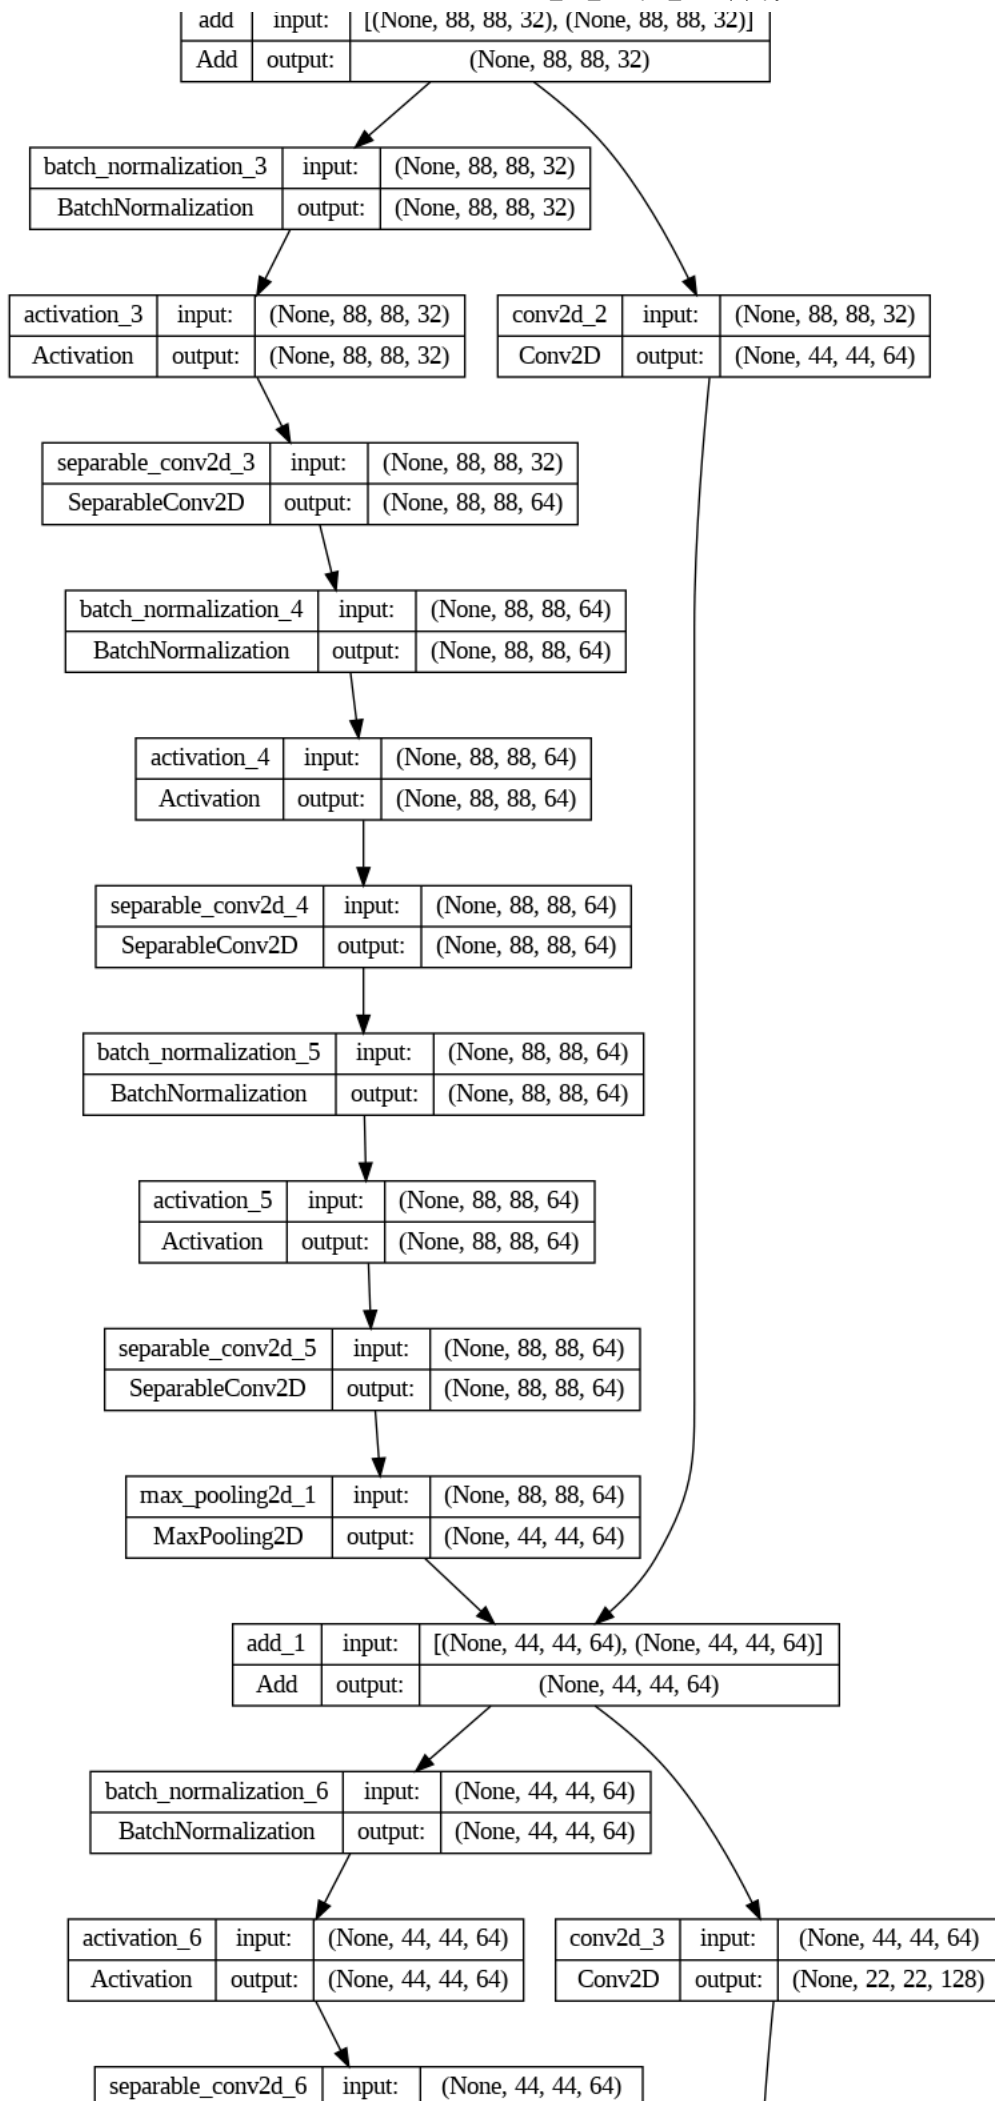 add input: [(None, 88, 88, 32), (None, 88, 88, 32)]
Add output: (None, 88, 88, 32)
batch_normalization_3 input: (None, 88, 88, 32)
BatchNormalization output: (None, 88, 88, 32)
activation_3 input: (None, 88, 88, 32)
Activation output: (None, 88, 88, 32)
conv2d_2 input: (None, 88, 88, 32)
Conv2D output: (None, 44, 44, 64)
separable_conv2d_3 input: (None, 88, 88, 32)
SeparableConv2D output: (None, 88, 88, 64)
batch_normalization_4 input: (None, 88, 88, 64)
BatchNormalization output: (None, 88, 88, 64)
activation_4 input: (None, 88, 88, 64)
Activation output: (None, 88, 88, 64)
separable_conv2d_4 input: (None, 88, 88, 64)
SeparableConv2D output: (None, 88, 88, 64)
batch_normalization_5 input: (None, 88, 88, 64)
BatchNormalization output: (None, 88, 88, 64)
activation_5 input: (None, 88, 88, 64)
Activation output: (None, 88, 88, 64)
separable_conv2d_5 input: (None, 88, 88, 64)
SeparableConv2D output: (None, 88, 88, 64)
max_pooling2d_1 input: (None, 88, 88, 64)
MaxPooling2D output: (None, 44, 44, 64)
add_1 input: [(None, 44, 44, 64), (None, 44, 44, 64)]
Add output: (None, 44, 44, 64)
batch_normalization_6 input: (None, 44, 44, 64)
BatchNormalization output: (None, 44, 44, 64)
activation_6 input: (None, 44, 44, 64)
Activation output: (None, 44, 44, 64)
conv2d_3 input: (None, 44, 44, 64)
Conv2D output: (None, 22, 22, 128)
separable_conv2d_6 input: (None, 44, 44, 64)